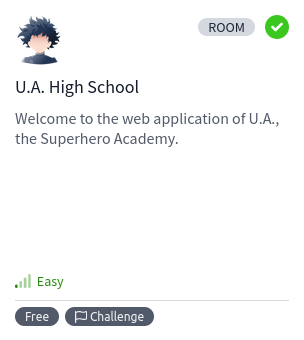 ROOM
U.A. High School
Welcome to the web application of U.A.,
the Superhero Academy.
Easy
Free
Challenge